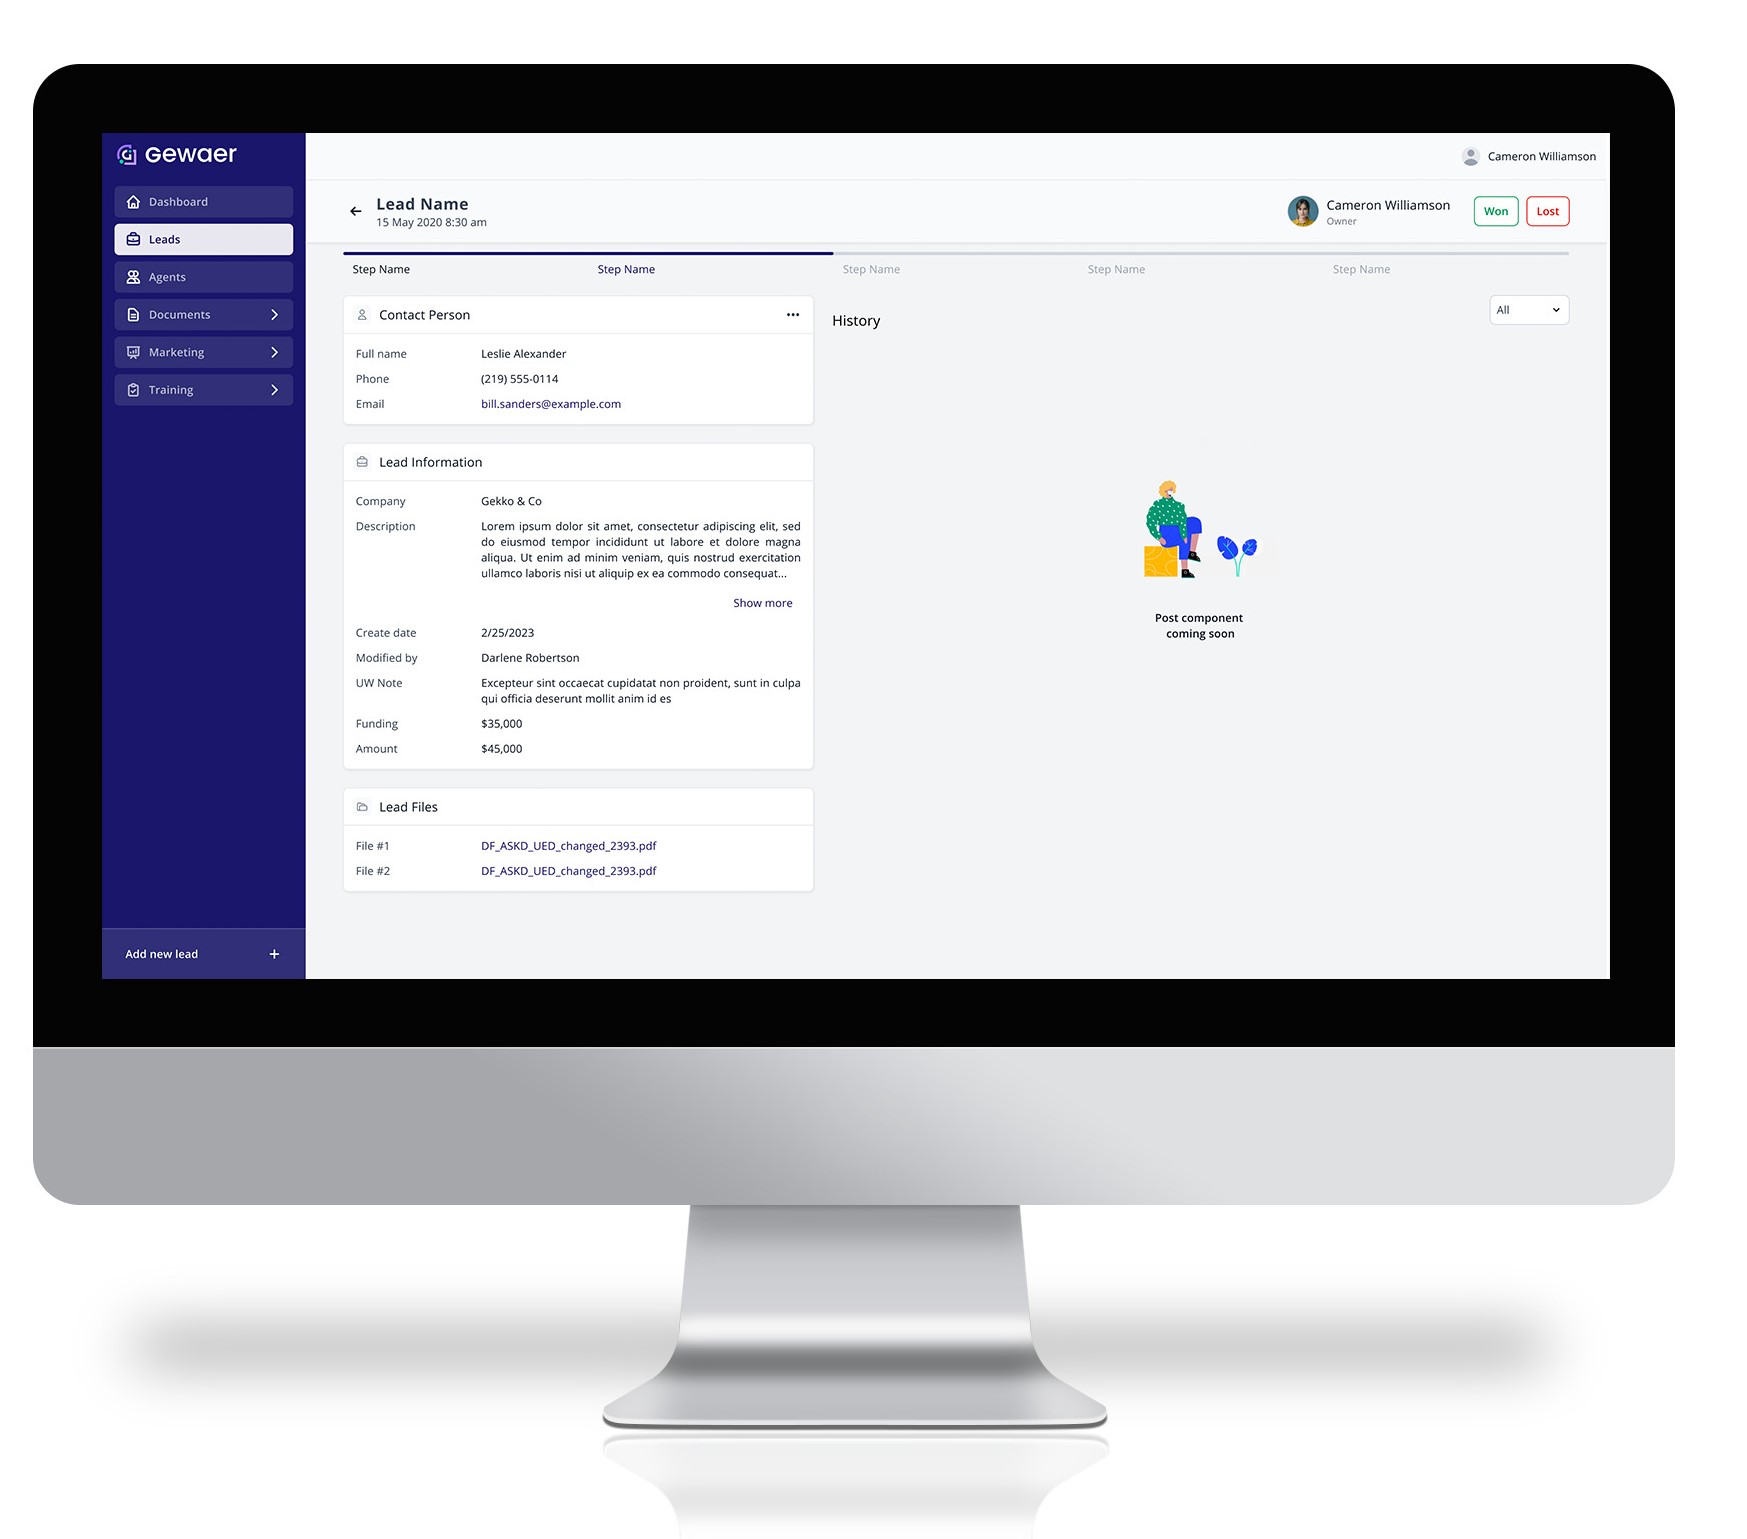 Gewaer
Cameron Williamson
Dashboard
Leads
Agents
Documents
Marketing
Training
Add new lead
Lead Name
15 May 2020 8:30 am
Cameron Williamson
Owner
Won
Lost
Step Name
Step Name
Step Name
Step Name
Step Name
Contact Person
Full name Leslie Alexander
Phone (219) 555-0114
Email bill.sanders@example.com
Lead Information
Company Gekko & Co
Description Lorem ipsum dolor sit amet, consectetur adipiscing elit, sed
do eiusmod tempor incididunt ut labore et dolore magna
aliqua. Ut enim ad minim veniam, quis nostrud exercitation
ullamco laboris nisi ut aliquip ex ea commodo consequat...
Show more
Create date 2/25/2023
Modified by Darlene Robertson
UW Note Excepteur sint occaecat cupidatat non proident, sunt in culpa
qui officia deserunt mollit anim id es
Funding $35,000
Amount $45,000
Lead Files
File #1 DF_ASKD_UED_changed_2393.pdf
File #2 DF_ASKD_UED_changed_2393.pdf
History
All
Post component
coming soon